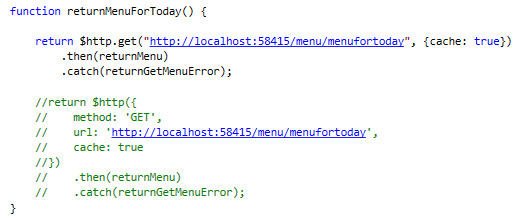 function returnMenuForToday() {
return $http.get("http://localhost:58415/menu/menufortoday", {cache: true})
.then(returnMenu)
.catch(returnGetMenuError);
//return $http({
//    method: 'GET',
//    url: 'http://localhost:58415/menu/menufortoday',
//    cache: true
//})
//    .then(returnMenu)
//    .catch(returnGetMenuError);
}